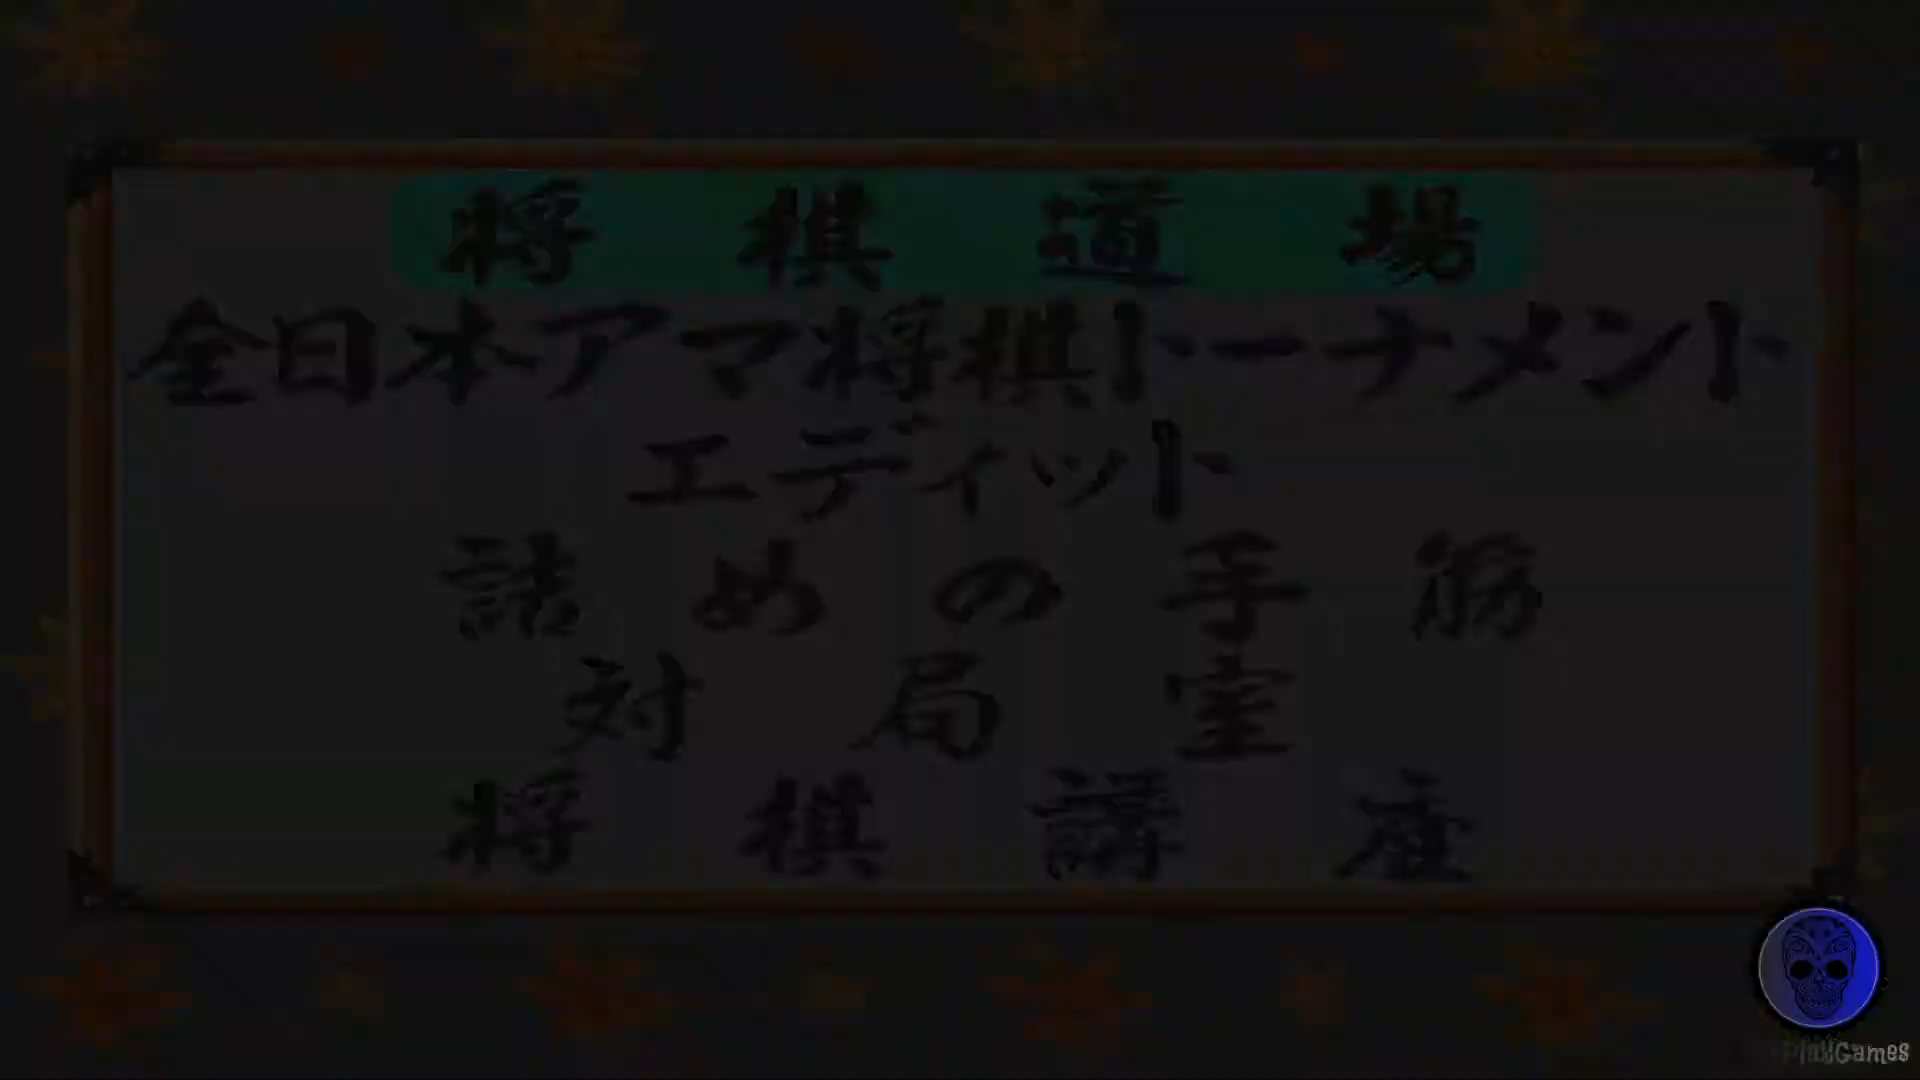 将棋道場
全日本アマ将棋トーナメント
エディット
詰めの手筋
対局室
将棋講座
PlayGames